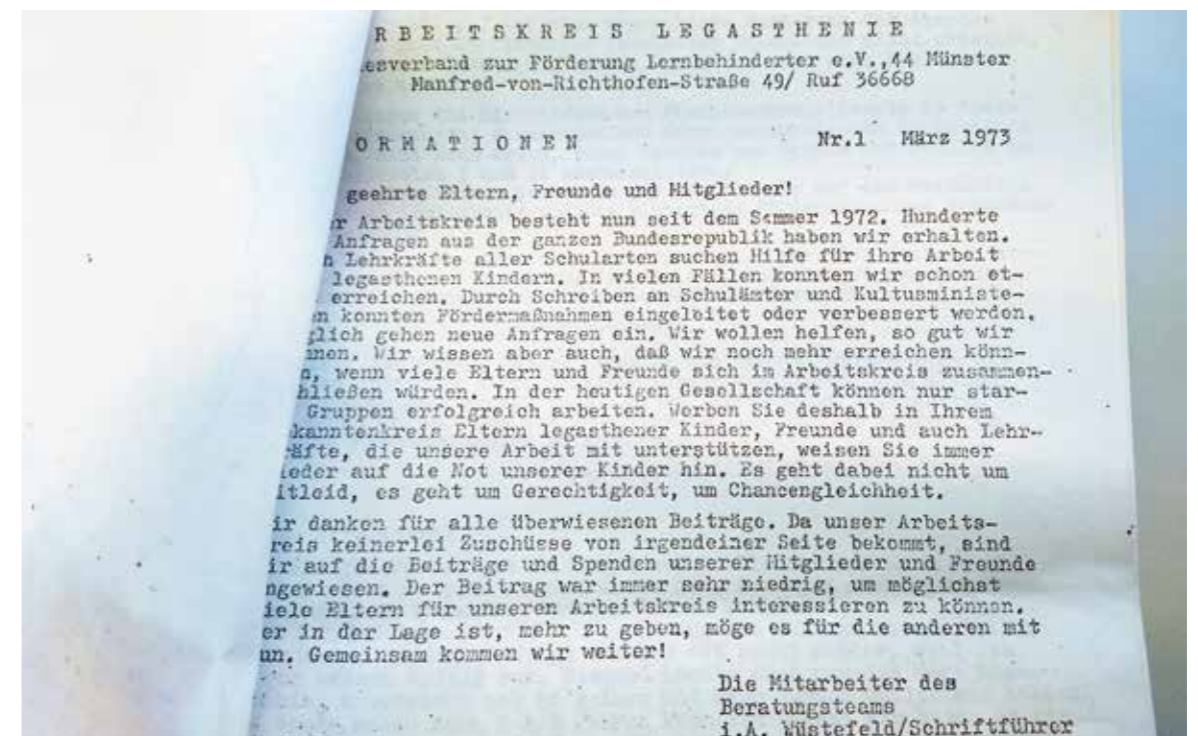 RBEITSKREIS LEGASTHENIE
esverband zur Förderung Lernbehinderter e.V.,44 Münster
Manfred-von-Richthofen-Straße 49/ Ruf 36668
ORMATIONEN Nr.1 März 1973
geehrte Eltern, Freunde und Mitglieder!
r Arbeitskreis besteht nun seit dem Sommer 1972. Hunderte
Anfragen aus der ganzen Bundesrepublik haben wir erhalten.
h Lehrkräfte aller Schularten suchen Hilfe für ihre Arbeit
legasthenen Kindern. In vielen Fällen konnten wir schon et-
erreichen. Durch Schreiben an Schulämter und Kultusministe-
en konnten Fördermaßnahmen eingeleitet oder verbessert werden.
glich gehen neue Anfragen ein. Wir wollen helfen, so gut wir
nnen. Wir wissen aber auch, daß wir noch mehr erreichen könn-
n, wenn viele Eltern und Freunde sich im Arbeitskreis zusammen-
hließen würden. In der heutigen Gesellschaft können nur star-
Gruppen erfolgreich arbeiten. Werben Sie deshalb in Ihrem
kanntenkreis Eltern legasthener Kinder, Freunde und auch Lehr-
räfte, die unsere Arbeit mit unterstützen, weisen Sie immer
ieder auf die Not unserer Kinder hin. Es geht dabei nicht um
itleid, es geht um Gerechtigkeit, um Chancengleichheit.
ir danken für alle überwiesenen Beiträge. Da unser Arbeits-
reis keinerlei Zuschüsse von irgendeiner Seite bekommt, sind
ir auf die Beiträge und Spenden unserer Mitglieder und Freunde
ngewiesen. Der Beitrag war immer sehr niedrig, um möglichst
iele Eltern für unseren Arbeitskreis interessieren zu können.
er in der Lage ist, mehr zu geben, möge es für die anderen mit
un. Gemeinsam kommen wir weiter!
Die Mitarbeiter des
Beratungsteams
i.A. Wüstefeld/Schriftführer